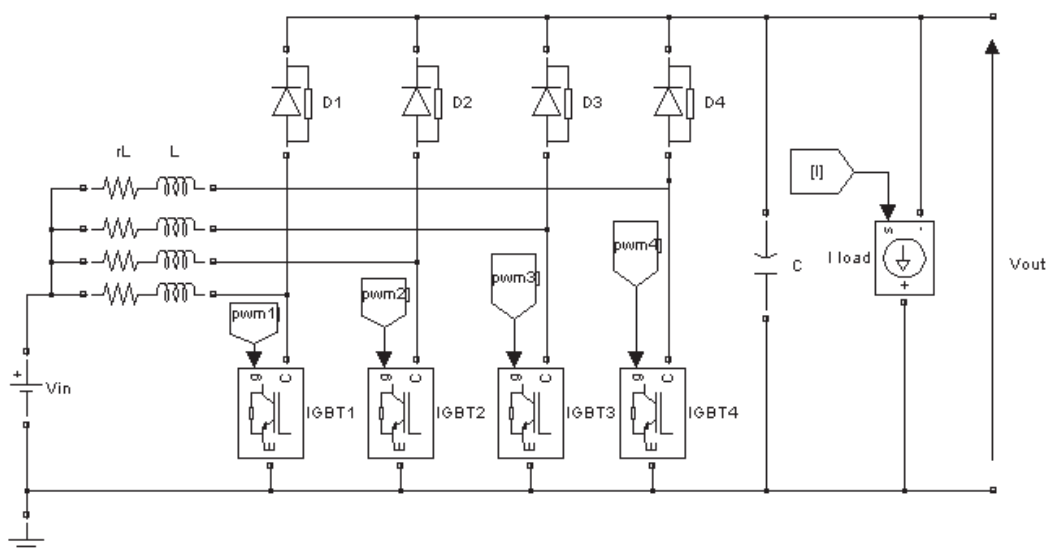 D1
D2
D3
D4
rL
L
[I]
pwm4
s
-
I load
+
pwm3
pwm2
pwm1
C
Vout
+
Vin
g
C
E
IGBT1
g
C
E
IGBT2
g
C
E
IGBT3
g
C
E
IGBT4